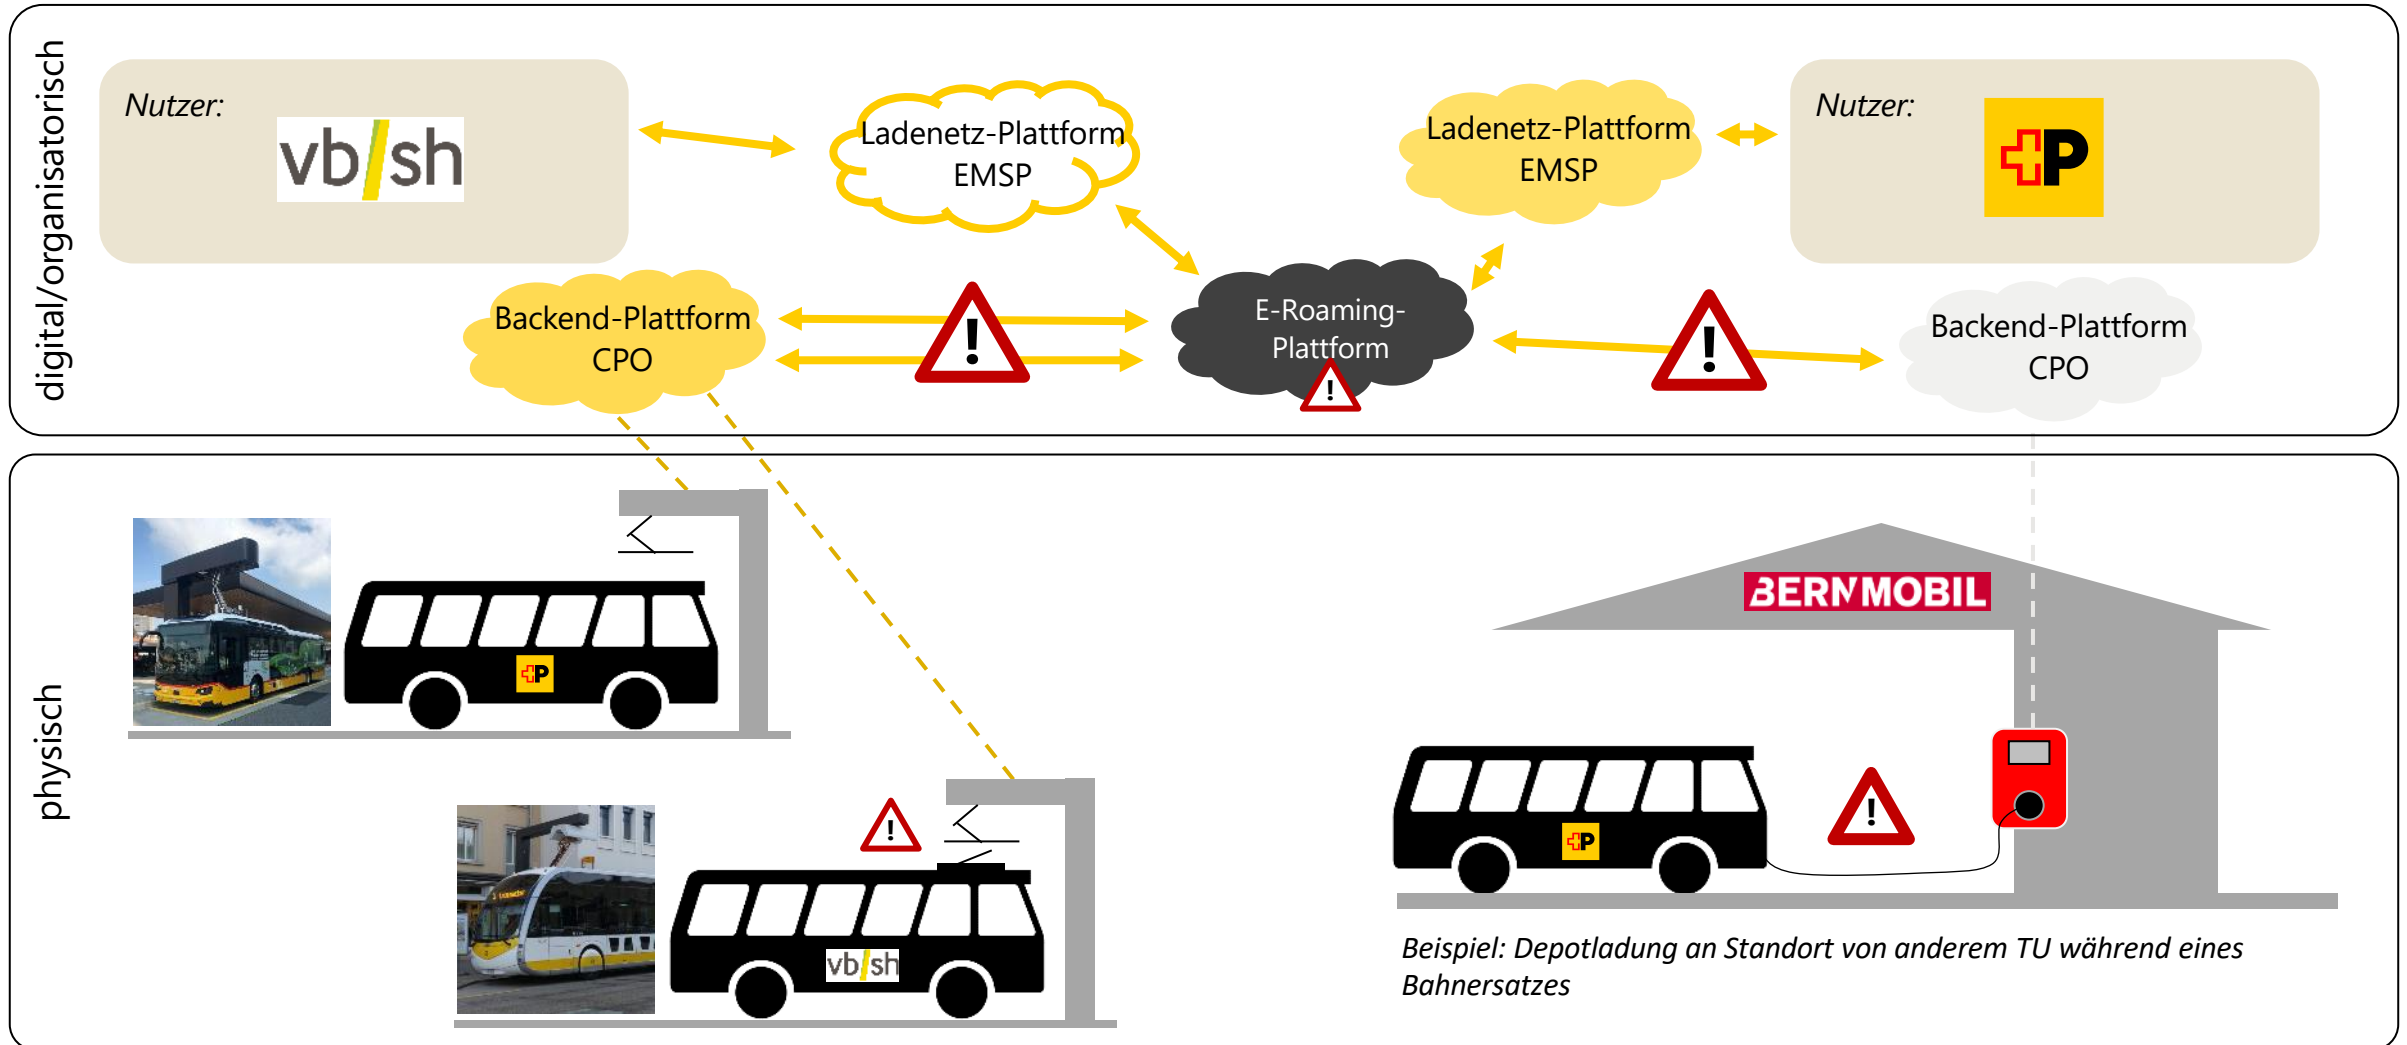 digital/organisatorisch
Nutzer:
vb/sh
Ladenetz-Plattform
EMSP
Ladenetz-Plattform
EMSP
Nutzer:
P
Backend-Plattform
CPO
!
E-Roaming-
Plattform
!
!
Backend-Plattform
CPO
physisch
P
BERNMOBIL
!
vb/sh
P
!
Beispiel: Depotladung an Standort von anderem TU während eines
Bahnersatzes